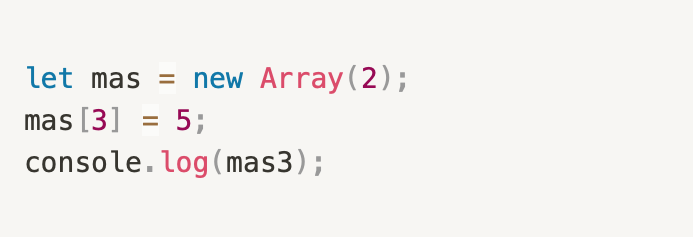 let mas = new Array(2);
mas[3] = 5;
console.log(mas3);